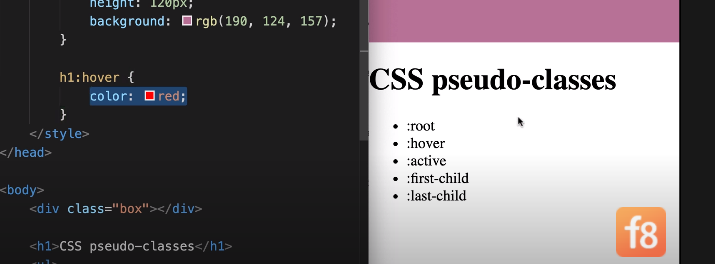 height: 120px;
background: rgb(190, 124, 157);
}
h1:hover {
color: red;
}
</style>
</head>
<body>
<div class="box"></div>
<h1>CSS pseudo-classes</h1>
CSS pseudo-classes
:root
:hover
:active
:first-child
:last-child
f8